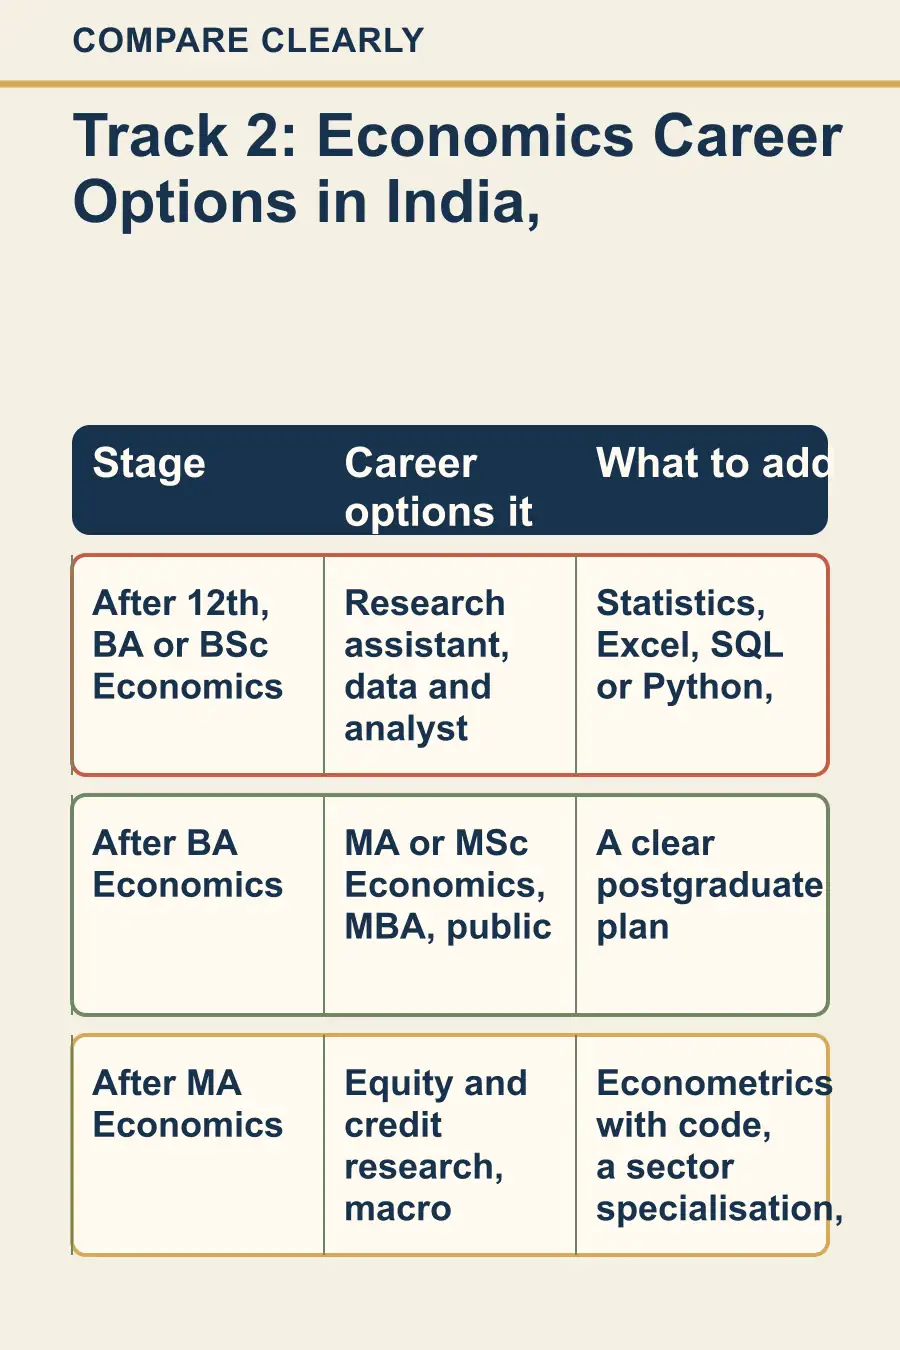 COMPARE CLEARLY
Track 2: Economics Career
Options in India,
Stage
Career
options it
What to add
After 12th,
BA or BSc
Economics
Research
assistant,
data and
analyst
Statistics,
Excel, SQL
or Python,
After BA
Economics
MA or MSc
Economics,
MBA, public
A clear
postgraduate
plan
After MA
Economics
Equity and
credit
research,
macro
Econometrics
with code,
a sector
specialisation,